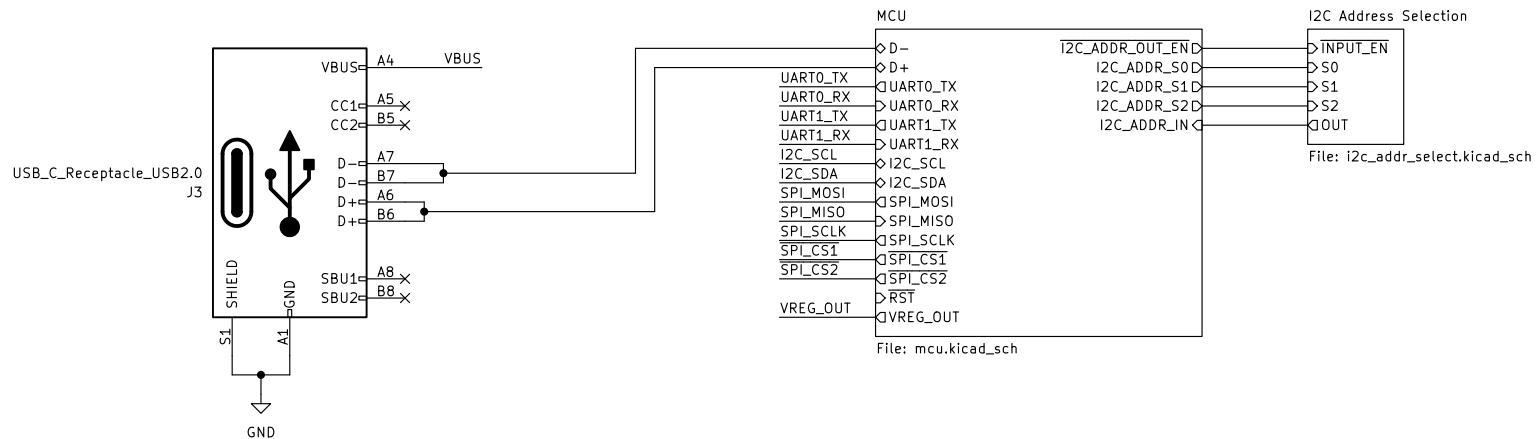 USB_C_Receptacle_USB2.0
J3
VBUS
A4
VBUS
CC1
A5
CC2
B5
D-
A7
D-
B7
D+
A6
D+
B6
SBU1
A8
SBU2
B8
SHIELD
GND
S1
A1
GND
MCU
D-
D+
UART0_TX
UART0_TX
UART0_RX
UART0_RX
UART1_TX
UART1_TX
UART1_RX
UART1_RX
I2C_SCL
I2C_SCL
I2C_SDA
I2C_SDA
SPI_MOSI
SPI_MOSI
SPI_MISO
SPI_MISO
SPI_SCLK
SPI_SCLK
SPI_CS1
SPI_CS1
SPI_CS2
SPI_CS2
RST
VREG_OUT
VREG_OUT
I2C_ADDR_OUT_EN
I2C_ADDR_S0
I2C_ADDR_S1
I2C_ADDR_S2
I2C_ADDR_IN
File: mcu.kicad_sch
I2C Address Selection
INPUT_EN
S0
S1
S2
OUT
File: i2c_addr_select.kicad_sch